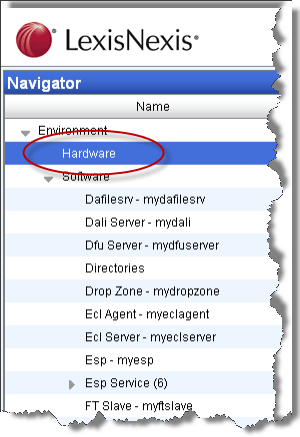 LexisNexis®
Navigator
Name
Environment
Hardware
Software
Dafilesrv - mydafilesrv
Dali Server - mydali
Dfu Server - mydfuserver
Directories
Drop Zone - mydropzone
Ecl Agent - myeclagent
Ecl Server - myeclserver
Esp - myesp
Esp Service (6)
FT Slave - myftslave